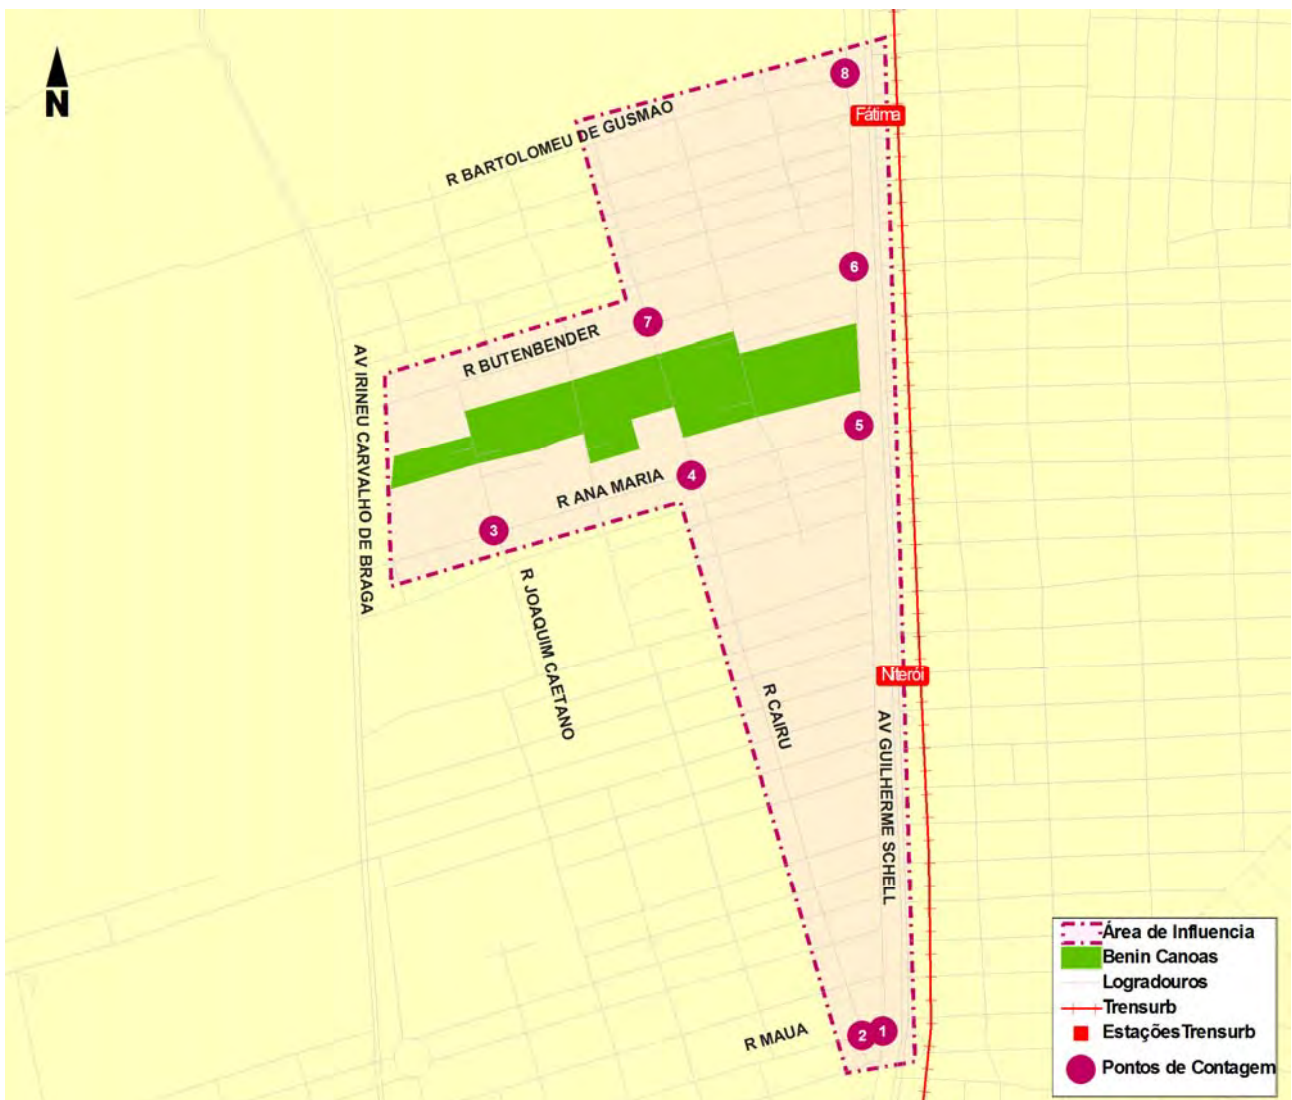 N
8
Fátima
R BARTOLOMEU DE GUSMAO
6
7
R BUTENBENDER
AV IRINEU CARVALHO DE BRAGA
5
4
R ANA MARIA
3
R JOAQUIM CAETANO
Niterói
R CAIRU
AV GUILHERME SCHELL
R MAUA
2
1
Área de Influencia
Benin Canoas
Logradouros
Trensurb
Estações Trensurb
Pontos de Contagem